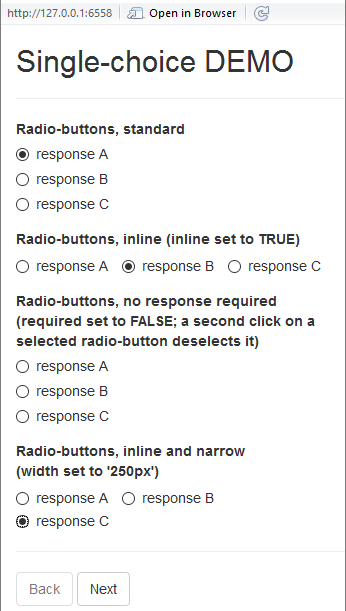 http://127.0.0.1:6558 Open in Browser
Single-choice DEMO
Radio-buttons, standard
response A
response B
response C
Radio-buttons, inline (inline set to TRUE)
response A response B response C
Radio-buttons, no response required
(required set to FALSE; a second click on a
selected radio-button deselects it)
response A
response B
response C
Radio-buttons, inline and narrow
(width set to '250px')
response A response B
response C
Back Next